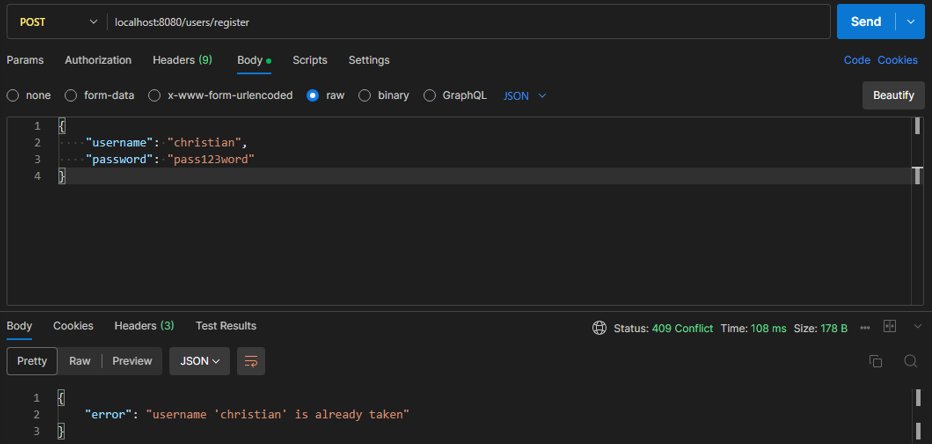 POST localhost:8080/users/register Send
Params Authorization Headers (9) Body Scripts Settings Code Cookies
none form-data x-www-form-urlencoded raw binary GraphQL JSON Beautify
1 {
2 ····"username":·"christian",
3 ····"password":·"pass123word"
4 }
Body Cookies Headers (3) Test Results Status: 409 Conflict Time: 108 ms Size: 178 B
Pretty Raw Preview JSON
1 {
2 "error": "username 'christian' is already taken"
3 }